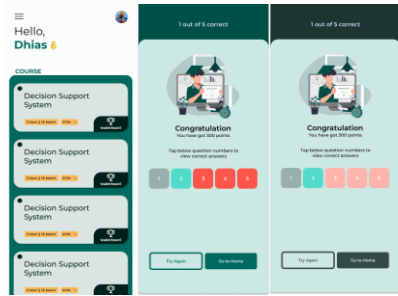 Hello,
Dhias
COURSE
Decision Support
System
leaderboard
Decision Support
System
leaderboard
Decision Support
System
leaderboard
Decision Support
System
1 out of 5 correct
Congratulation
You have got 300 points
Tap below question numbers to
view correct answers
1 2 3 4 5
Try Again Go to Home
1 out of 5 correct
Congratulation
You have got 300 points
Tap below question numbers to
view correct answers
1 2 3 4 5
Try Again Go to Home